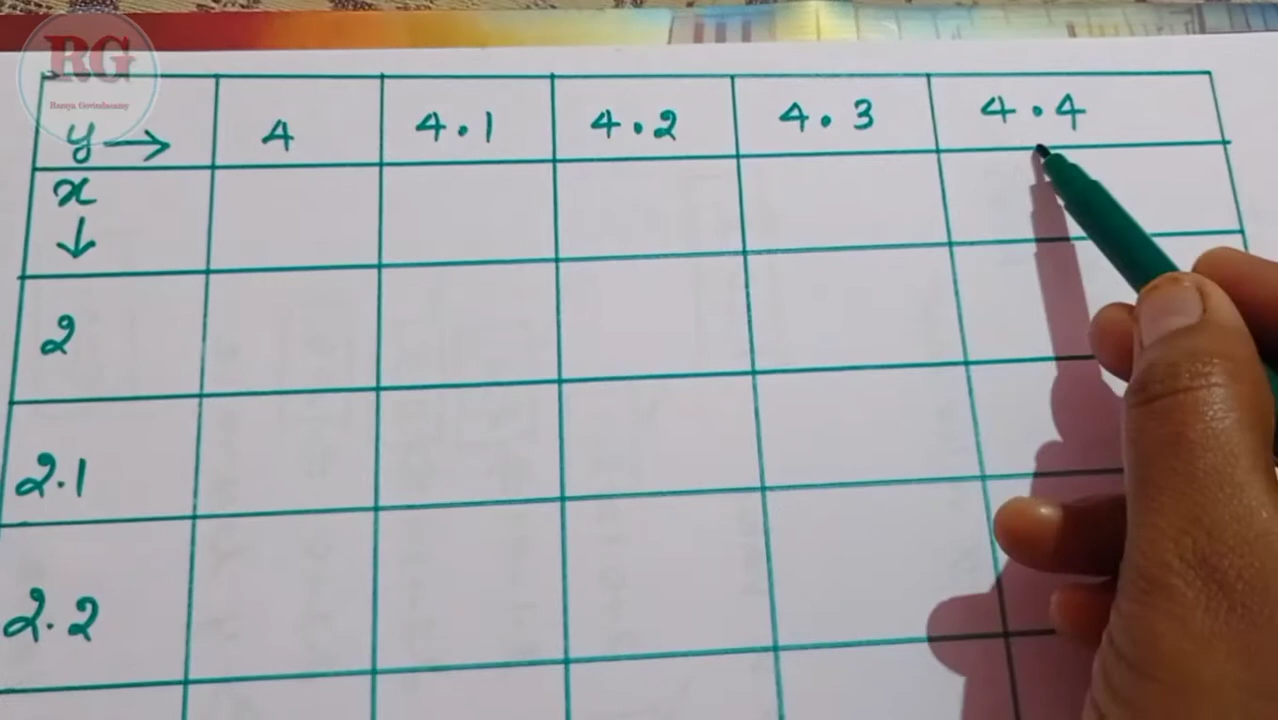 RG
Ramya Govindasamy
y → 4 4.1 4.2 4.3 4.4
x
↓
2
2.1
2.2